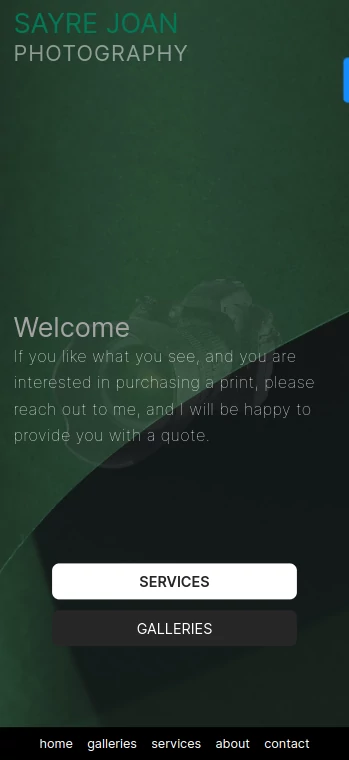 SAYRE JOAN
PHOTOGRAPHY
Welcome
If you like what you see, and you are
interested in purchasing a print, please
reach out to me, and I will be happy to
provide you with a quote.
SERVICES
GALLERIES
home galleries services about contact